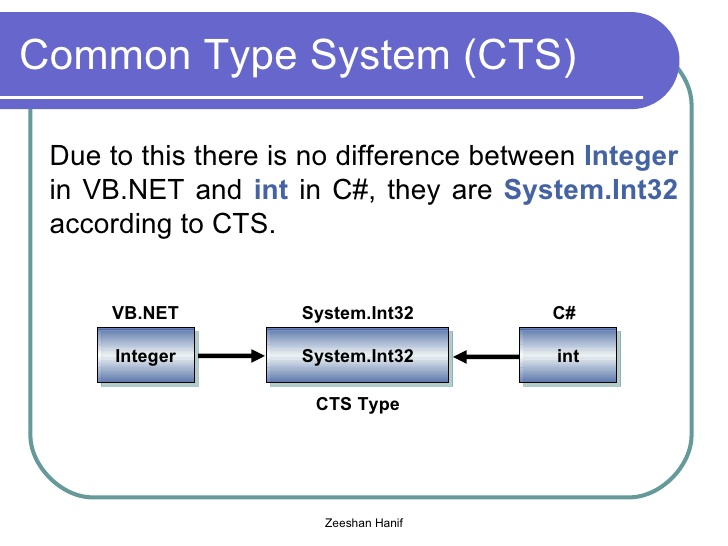 Common Type System (CTS)
Due to this there is no difference between Integer
in VB.NET and int in C#, they are System.Int32
according to CTS.
VB.NET System.Int32 C#
Integer System.Int32 int
CTS Type
Zeeshan Hanif